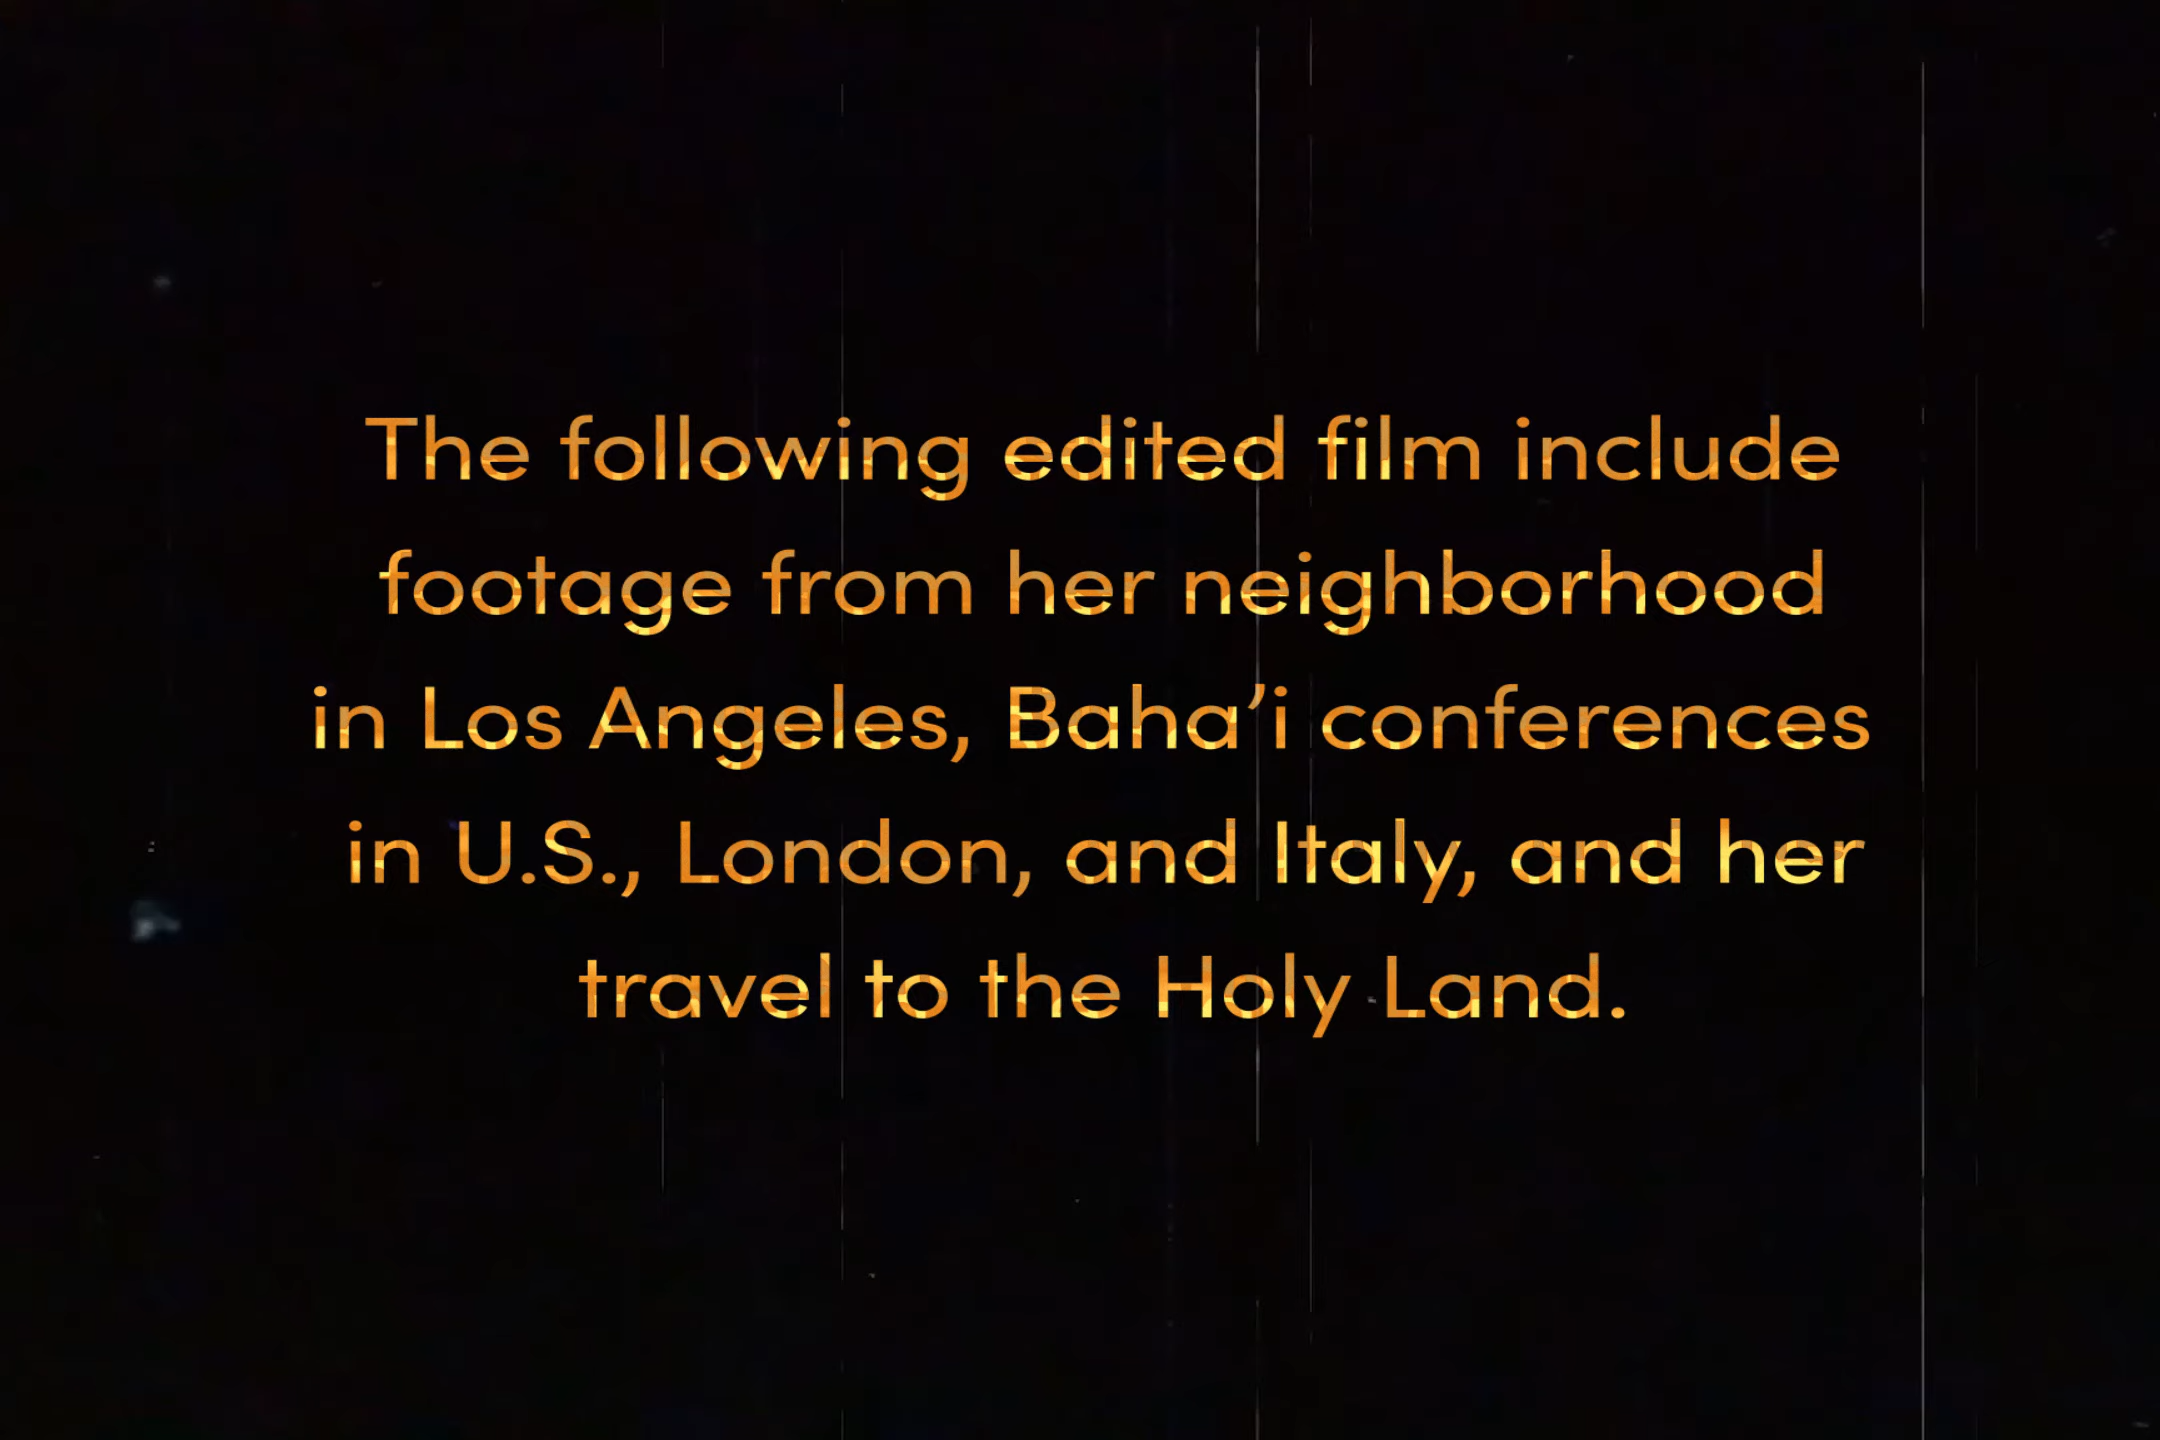 The following edited film include
footage from her neighborhood
in Los Angeles, Baha’i conferences
in U.S., London, and Italy, and her
travel to the Holy Land.